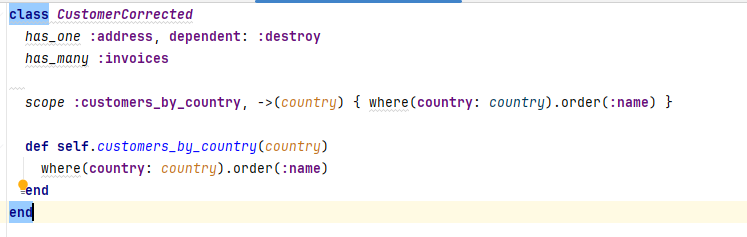 class CustomerCorrected
  has_one :address, dependent: :destroy
  has_many :invoices
  scope :customers_by_country, ->(country) { where(country: country).order(:name) }
  def self.customers_by_country(country)
    where(country: country).order(:name)
  end
end